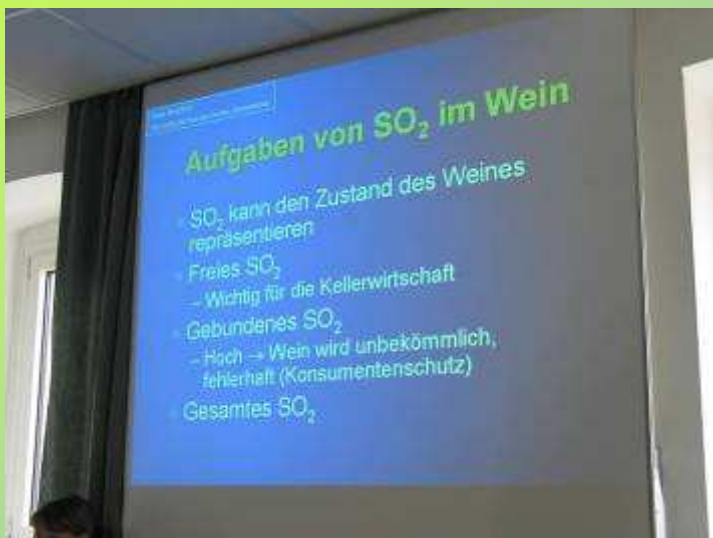 Aufgaben von SO₂ im Wein
SO₂ kann den Zustand des Weines
repräsentieren
Freies SO₂
– Wichtig für die Kellerwirtschaft
Gebundenes SO₂
– Hoch → Wein wird unbekömmlich,
fehlerhaft (Konsumentenschutz)
Gesamtes SO₂